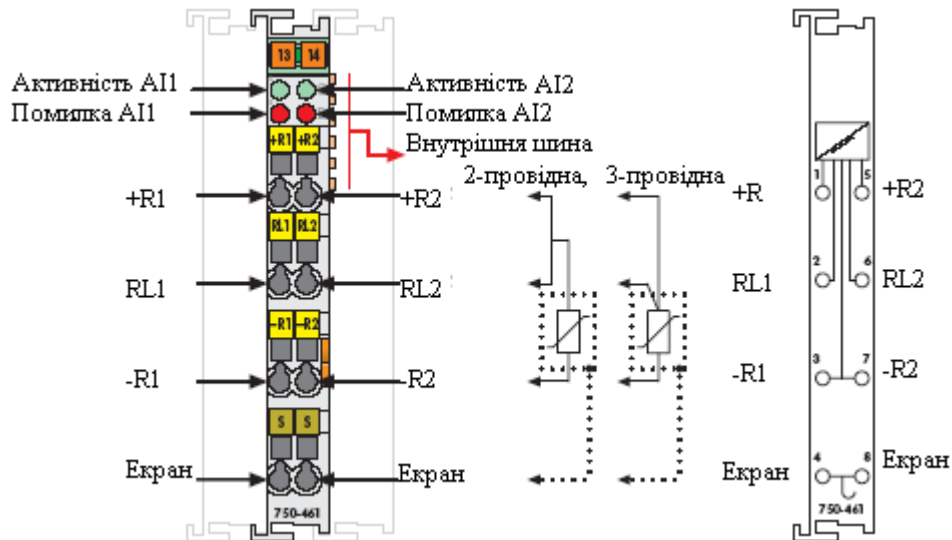 13 14
Активність AI1
Активність AI2
Помилка AI1
Помилка AI2
+R1 +R2
Внутрішня шина
2-провідна, 3-провідна
1 5
+R1
+R2
+R
+R2
RL1 RL2
2 6
RL1
RL2
RL1
RL2
-R1 -R2
3 7
-R1
-R2
-R1
-R2
S S
4 8
Екран
Екран
Екран
Екран
750-461
750-461